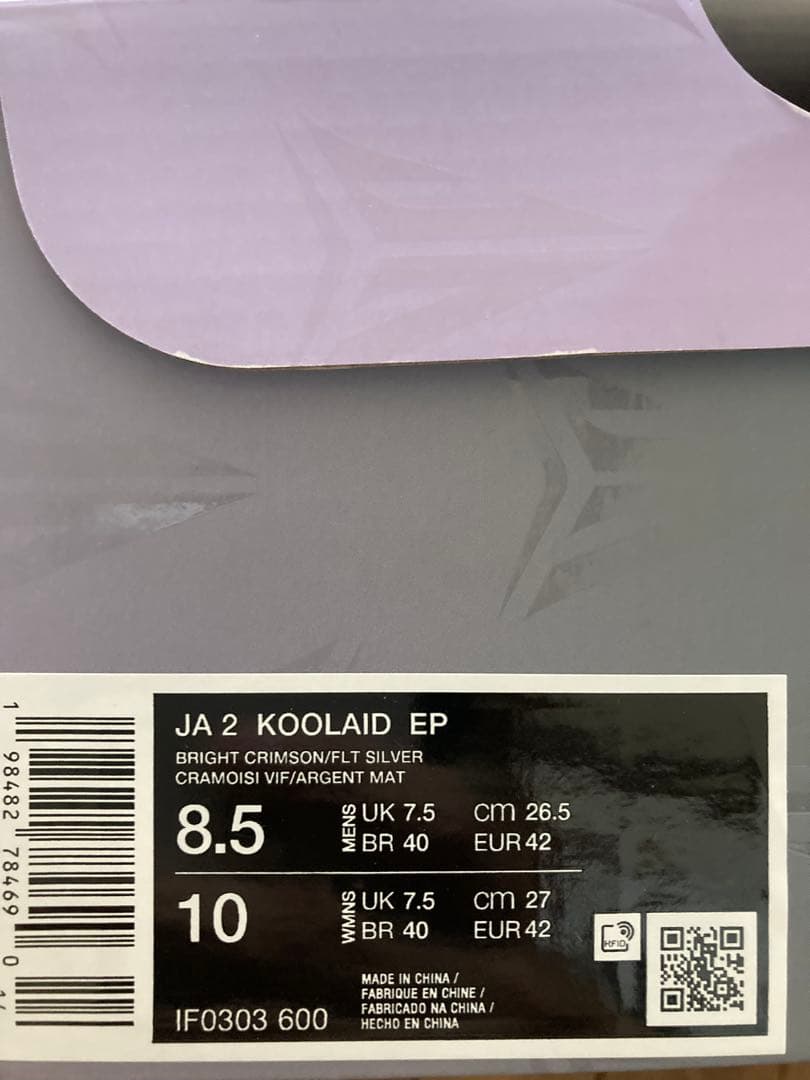 JA 2 KOOLAID EP
BRIGHT CRIMSON/FLT SILVER
CRAMOISI VIF/ARGENT MAT
8.5
MENS
UK 7.5 cm 26.5
BR 40 EUR 42
10
WMNS
UK 7.5 cm 27
BR 40 EUR 42
RFID
MADE IN CHINA /
FABRIQUE EN CHINE /
FABRICADO NA CHINA /
HECHO EN CHINA
IF0303 600
1 98482 78469 0